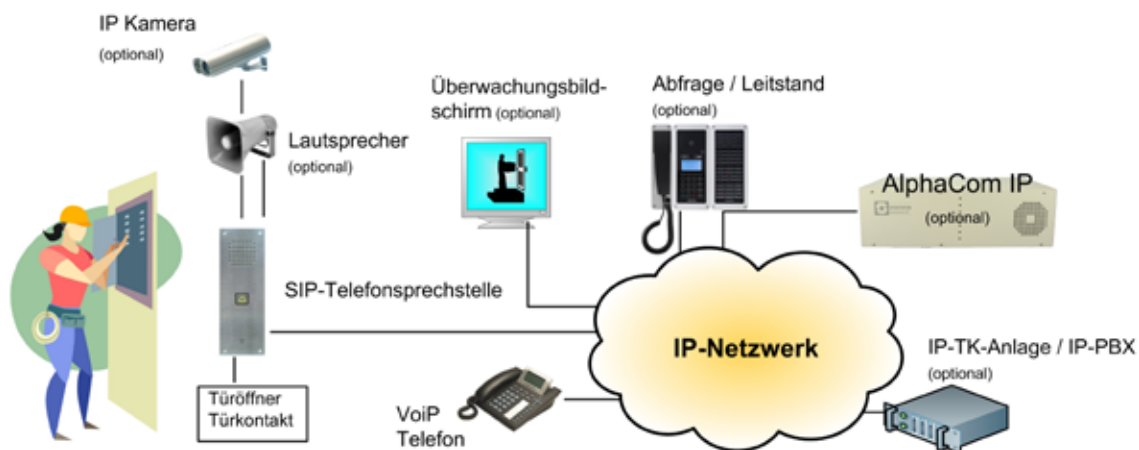 IP Kamera
(optional)
Lautsprecher
(optional)
Überwachungsbild-
schirm (optional)
Abfrage / Leitstand
(optional)
AlphaCom IP
(optional)
SIP-Telefonsprechstelle
IP-Netzwerk
IP-TK-Anlage / IP-PBX
(optional)
Türöffner
Türkontakt
VoiP
Telefon